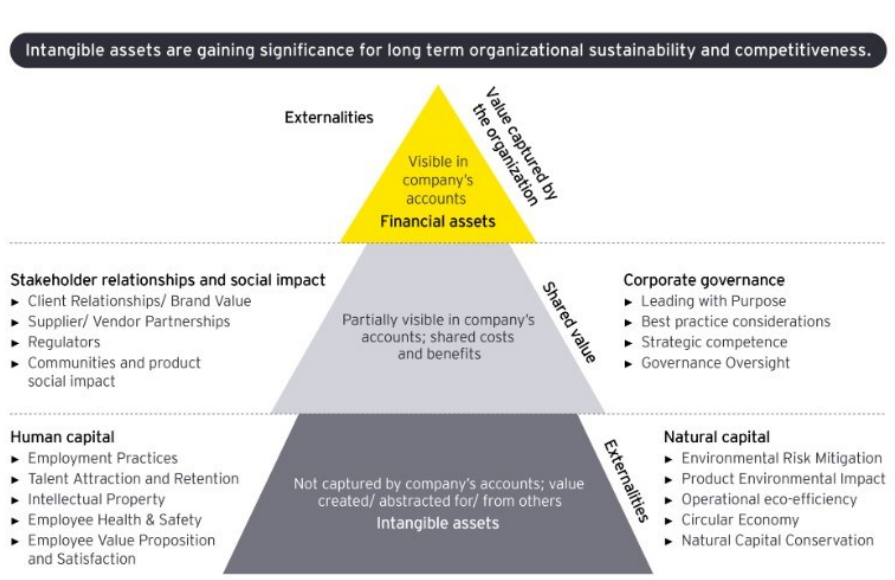 Intangible assets are gaining significance for long term organizational sustainability and competitiveness.
Externalities
Value captured by
the organization
Visible in
company's
accounts
Financial assets
Stakeholder relationships and social impact
► Client Relationships/ Brand Value
► Supplier/ Vendor Partnerships
► Regulators
► Communities and product
social impact
Partially visible in company's
accounts; shared costs
and benefits
Shared value
Corporate governance
► Leading with Purpose
► Best practice considerations
► Strategic competence
► Governance Oversight
Human capital
► Employment Practices
► Talent Attraction and Retention
► Intellectual Property
► Employee Health & Safety
► Employee Value Proposition
and Satisfaction
Not captured by company's accounts; value
created/ abstracted for/ from others
Intangible assets
Externalities
Natural capital
► Environmental Risk Mitigation
► Product Environmental Impact
► Operational eco-efficiency
► Circular Economy
► Natural Capital Conservation